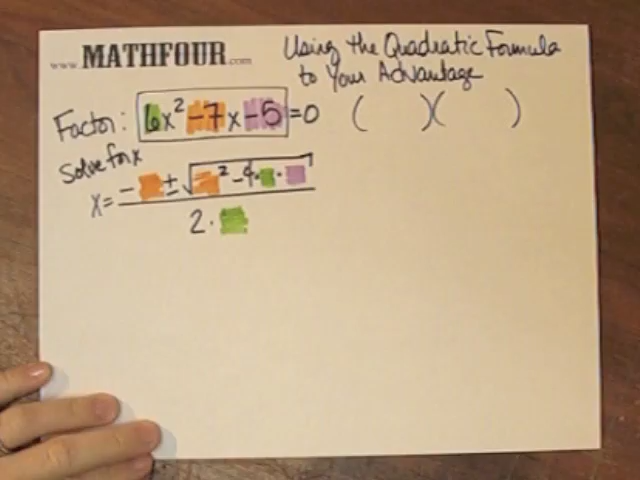 www.MATHFOUR.com
Using the Quadratic Formula
to Your Advantage
Factor: 6x² -7x -5 =0 ( )( )
Solve for x
x= - ± √ ² -4· ·
2·